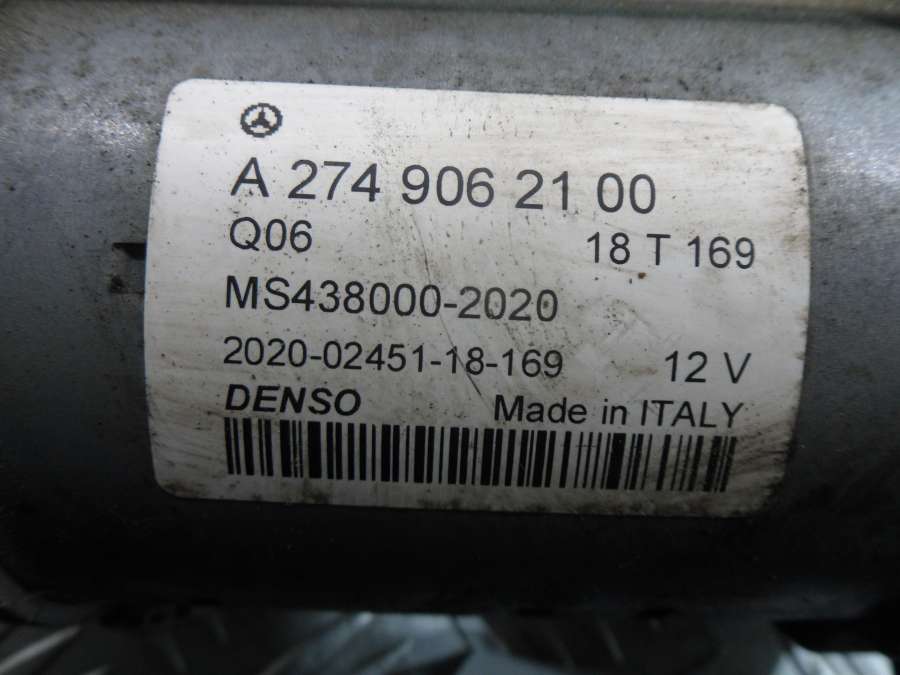 A 274 906 21 00
Q06 18 T 169
MS438000-2020
2020-02451-18-169 12 V
DENSO Made in ITALY